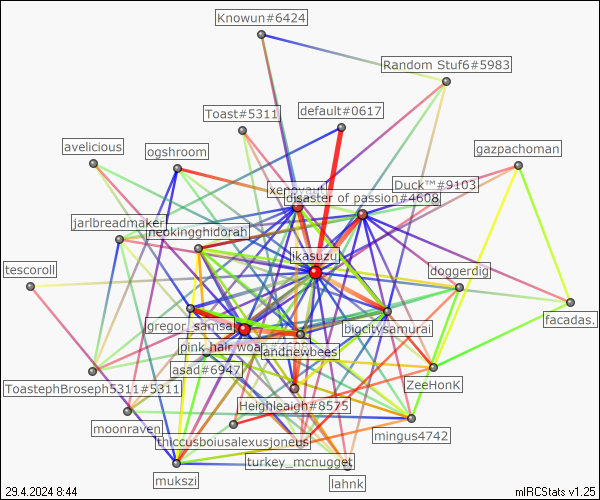 Knowun#6424
Random Stuf6#5983
Toast#5311
default#0617
avelicious
ogshroom
gazpachoman
Duck™#9103
disaster of passion#4608
jarlbreadmaker
neokingghidorah
ikasuzu
tescoroll
doggerdig
facadas.
gregor_samsa
bigcitysamurai
pink hair woa
andnewbees
asad#6947
ToastephBroseph5311#5311
ZeeHonK
Heighleaigh#8575
moonraven
mingus4742
thiccusboiusalexusjoneus
turkey_mcnugget
mukszi
lahnk
29.4.2024 8:44
mIRCStats v1.25